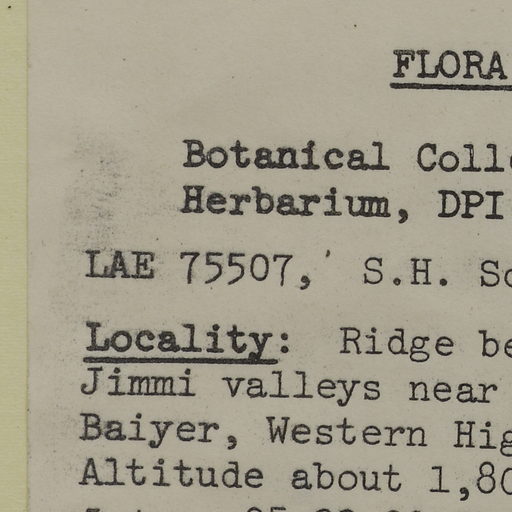 FLORA
Botanical Coll
Herbarium, DPI
LAE 75507, S.H. So
Locality: Ridge be
Jimmi valleys near
Baiyer, Western Hig
Altitude about 1,80